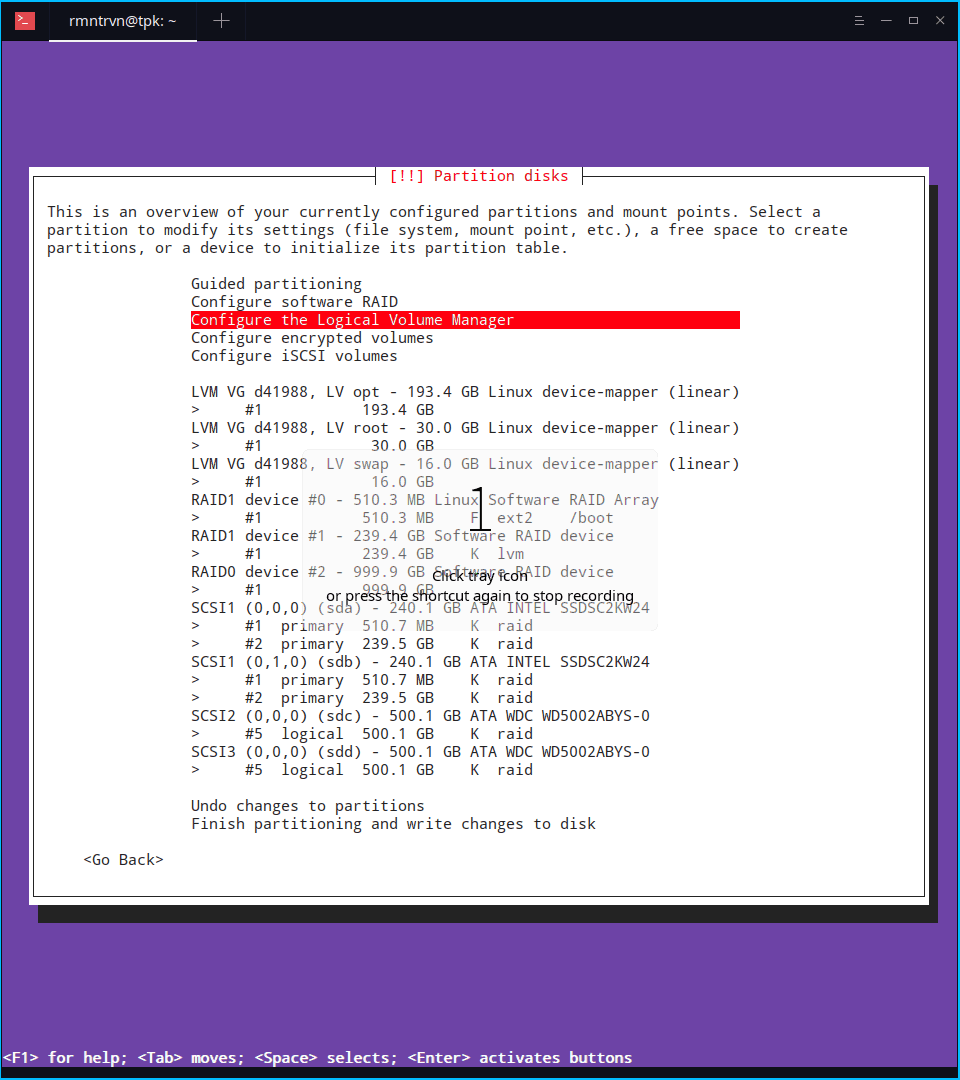 rmntrvn@tpk: ~
[!!] Partition disks
This is an overview of your currently configured partitions and mount points. Select a
partition to modify its settings (file system, mount point, etc.), a free space to create
partitions, or a device to initialize its partition table.
Guided partitioning
Configure software RAID
Configure the Logical Volume Manager
Configure encrypted volumes
Configure iSCSI volumes
LVM VG d41988, LV opt - 193.4 GB Linux device-mapper (linear)
>     #1           193.4 GB
LVM VG d41988, LV root - 30.0 GB Linux device-mapper (linear)
>     #1            30.0 GB
LVM VG d41988, LV swap - 16.0 GB Linux device-mapper (linear)
>     #1            16.0 GB
RAID1 device #0 - 510.3 MB Linux Software RAID Array
>     #1           510.3 MB    F  ext2    /boot
RAID1 device #1 - 239.4 GB Software RAID device
>     #1           239.4 GB    K  lvm
RAID0 device #2 - 999.9 GB Software RAID device
>     #1           999.9 GB
SCSI1 (0,0,0) (sda) - 240.1 GB ATA INTEL SSDSC2KW24
>     #1  primary  510.7 MB    K  raid
>     #2  primary  239.5 GB    K  raid
SCSI1 (0,1,0) (sdb) - 240.1 GB ATA INTEL SSDSC2KW24
>     #1  primary  510.7 MB    K  raid
>     #2  primary  239.5 GB    K  raid
SCSI2 (0,0,0) (sdc) - 500.1 GB ATA WDC WD5002ABYS-0
>     #5  logical  500.1 GB    K  raid
SCSI3 (0,0,0) (sdd) - 500.1 GB ATA WDC WD5002ABYS-0
>     #5  logical  500.1 GB    K  raid
1
Click tray icon
or press the shortcut again to stop recording
Undo changes to partitions
Finish partitioning and write changes to disk
<Go Back>
<F1> for help; <Tab> moves; <Space> selects; <Enter> activates buttons